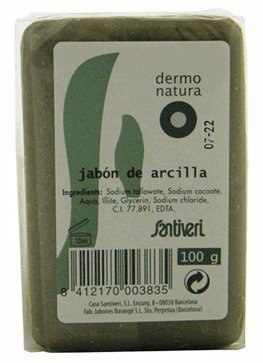 dermo
natura
07-22
jabón de arcilla
Ingredients: Sodium tallowate, Sodium cocoate,
Aqua, Illite, Glycerin, Sodium chloride,
C.I. 77.891, EDTA.
12M
Santiveri
100 g
8 412170 003835
Casa Santiveri, S.L. Encuny, 8 - 08038 Barcelona
Fab. Jabones Barangé S.L. Sta. Perpetua (Barcelona)